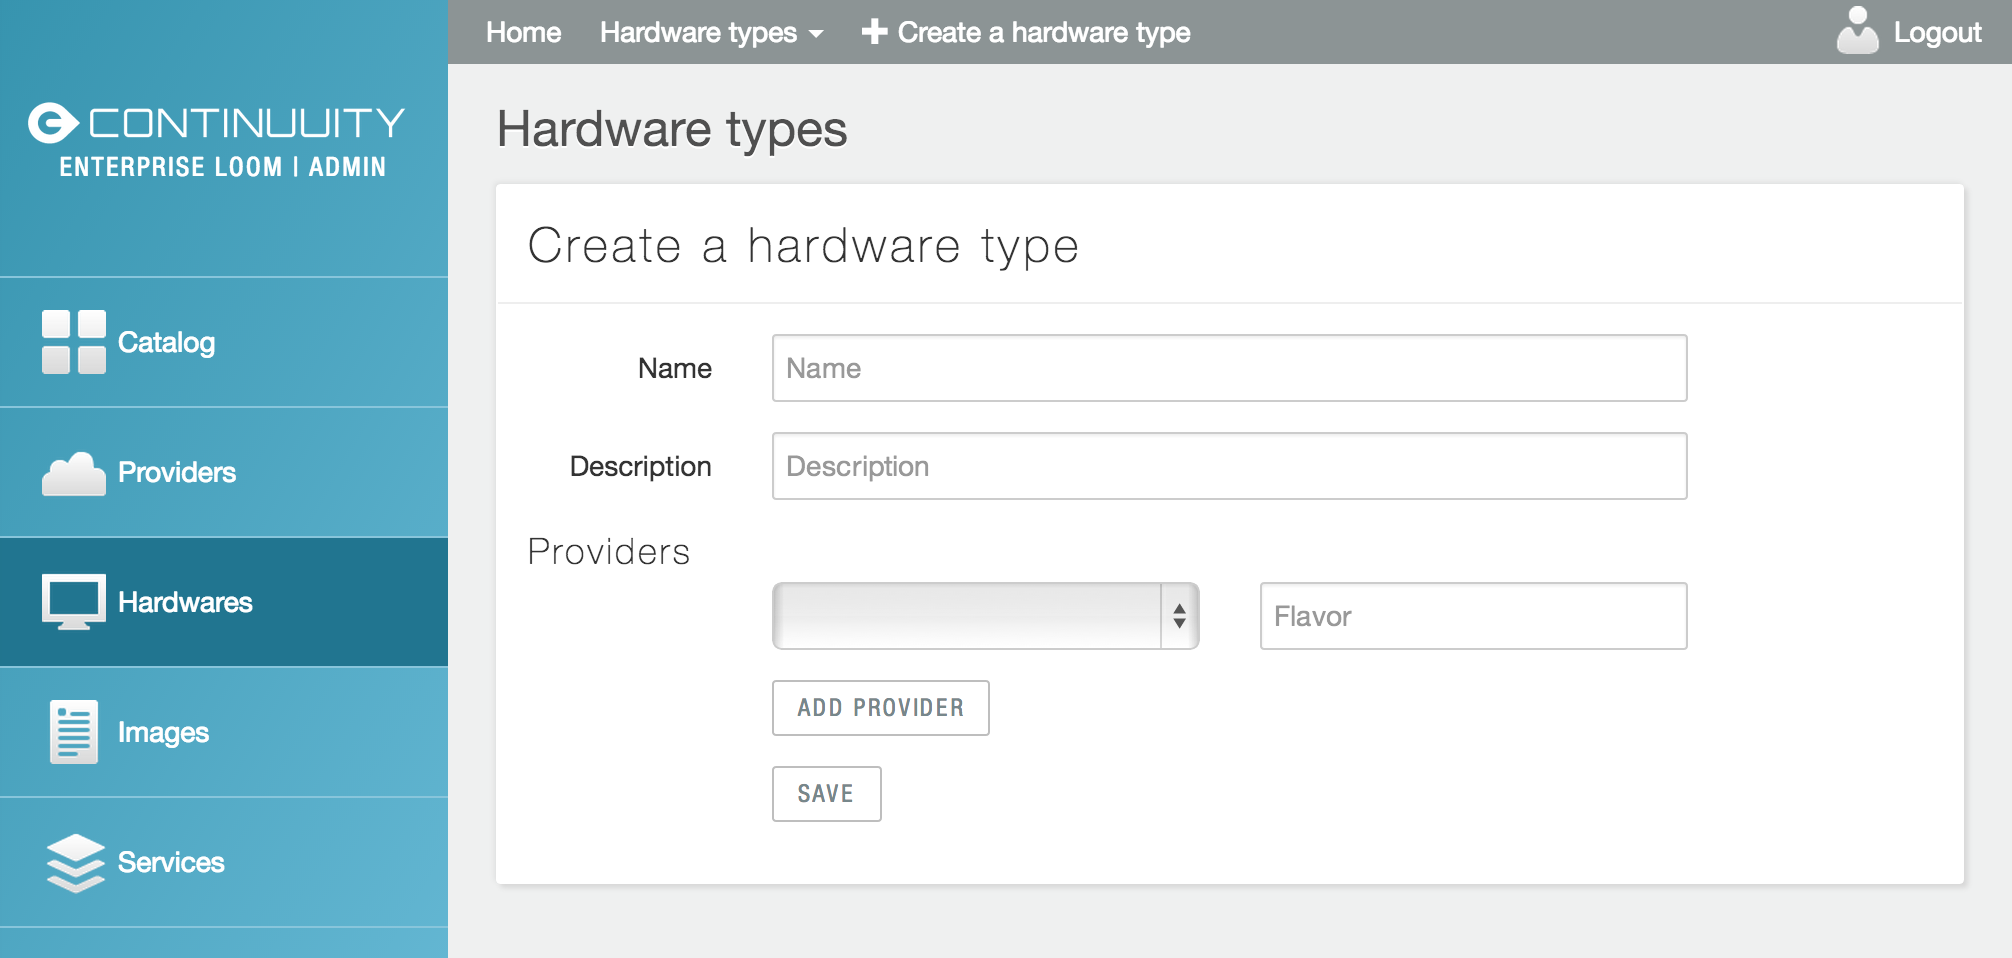 Home Hardware types Create a hardware type Logout
CONTINUUITY
ENTERPRISE LOOM | ADMIN
Catalog
Providers
Hardwares
Images
Services
Hardware types
Create a hardware type
Name Name
Description Description
Providers
Flavor
ADD PROVIDER
SAVE